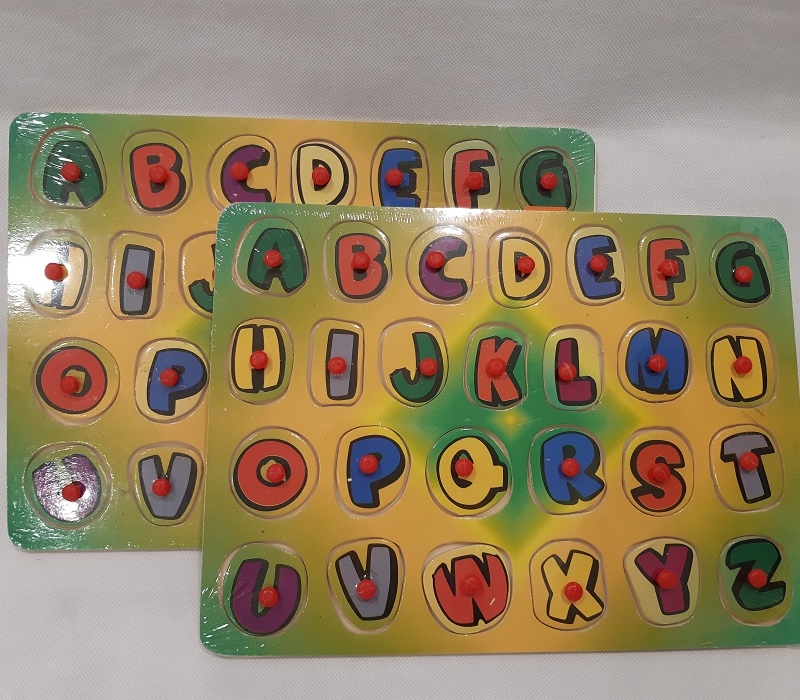 A B C D E F G
H I J
O P
U V
A B C D E F G
H I J K L M N
O P Q R S T
U V W X Y Z